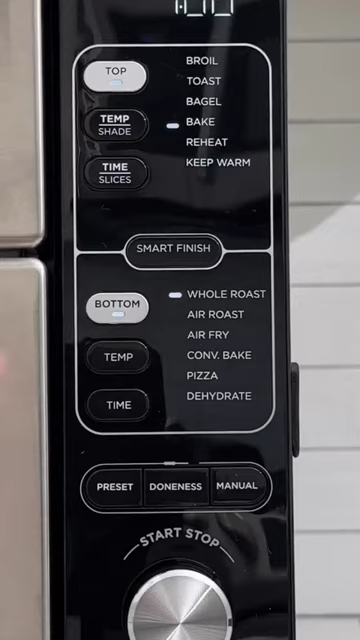 TOP
BROIL
TOAST
BAGEL
TEMP
SHADE
BAKE
REHEAT
TIME
SLICES
KEEP WARM
SMART FINISH
BOTTOM
WHOLE ROAST
AIR ROAST
AIR FRY
TEMP
CONV. BAKE
PIZZA
TIME
DEHYDRATE
PRESET DONENESS MANUAL
START STOP